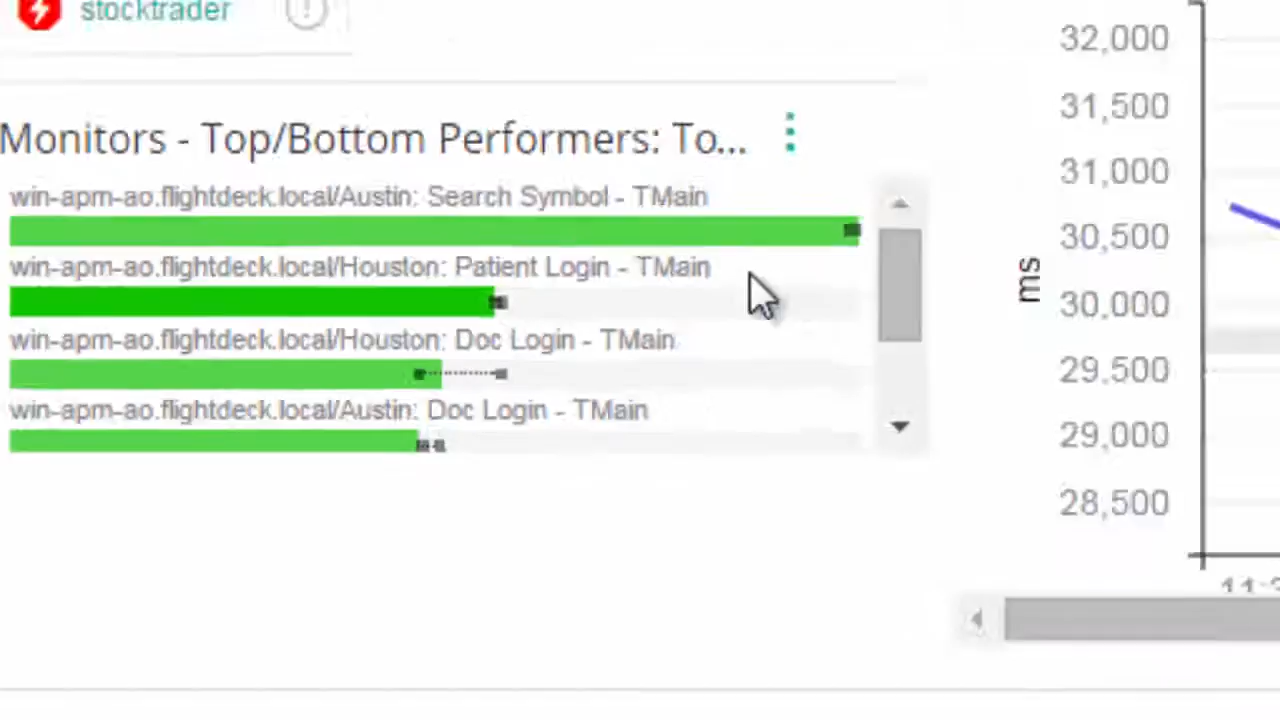 stocktrader
Monitors - Top/Bottom Performers: To...
win-apm-ao.flightdeck.local/Austin: Search Symbol - TMain
win-apm-ao.flightdeck.local/Houston: Patient Login - TMain
win-apm-ao.flightdeck.local/Houston: Doc Login - TMain
win-apm-ao.flightdeck.local/Austin: Doc Login - TMain
ms
32,000
31,500
31,000
30,500
30,000
29,500
29,000
28,500